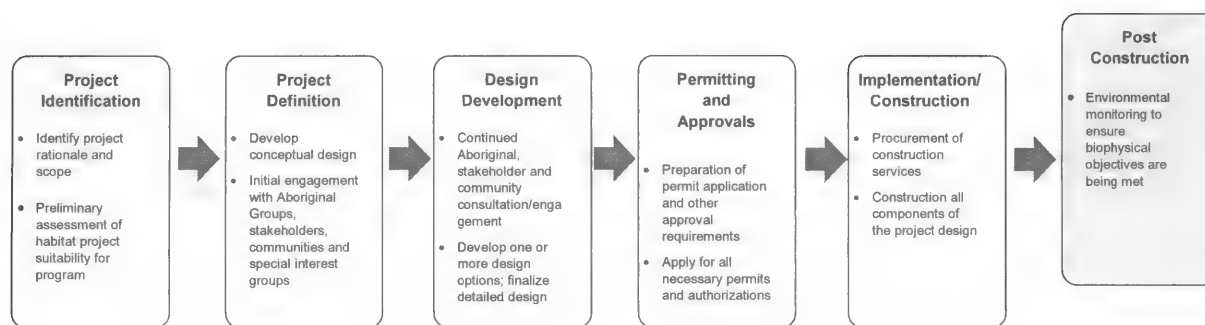 Project
Identification
• Identify project
rationale and
scope
• Preliminary
assessment of
habitat project
suitability for
program
Project
Definition
• Develop
conceptual design
• Initial engagement
with Aboriginal
Groups,
stakeholders,
communities and
special interest
groups
Design
Development
• Continued
Aboriginal,
stakeholder and
community
consultation/enga
gement
• Develop one or
more design
options; finalize
detailed design
Permitting
and
Approvals
• Preparation of
permit application
and other
approval
requirements
• Apply for all
necessary permits
and authorizations
Implementation/
Construction
• Procurement of
construction
services
• Construction all
components of
the project design
Post
Construction
• Environmental
monitoring to
ensure
biophysical
objectives are
being met